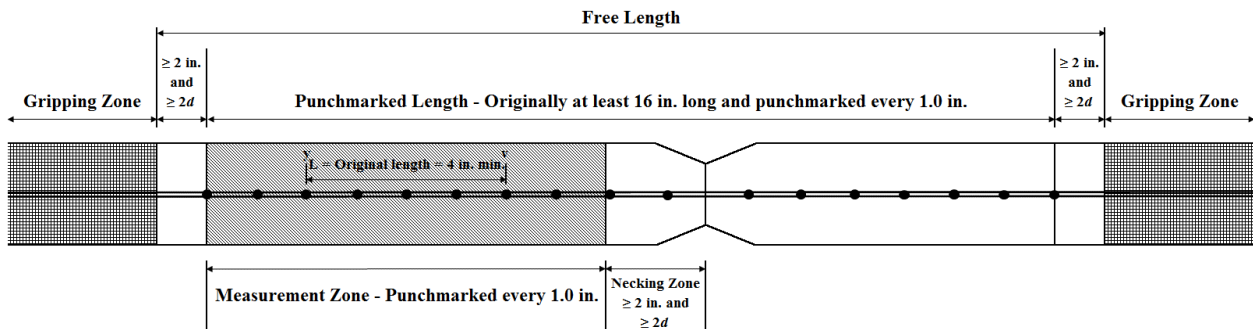 Free Length
≥ 2 in.
and
≥ 2d
≥ 2 in.
and
≥ 2d
Gripping Zone
Punchmarked Length - Originally at least 16 in. long and punchmarked every 1.0 in.
Gripping Zone
y
v
L = Original length = 4 in. min.
Measurement Zone - Punchmarked every 1.0 in.
Necking Zone
≥ 2 in. and
≥ 2d